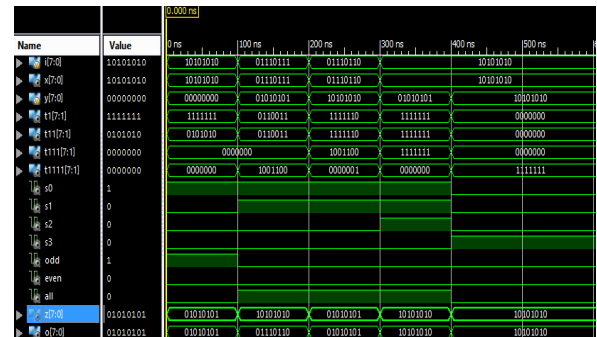 0.000 ns
Name Value 0 ns 100 ns 200 ns 300 ns 400 ns 500 ns
i[7:0] 10101010 10101010 01110111 01110110 10101010
x[7:0] 10101010 10101010 01110111 01110110 10101010
y[7:0] 00000000 00000000 01010101 10101010 01010101 10101010
t1[7:1] 1111111 1111111 0110011 1111110 1111111 0000000
t11[7:1] 0101010 0101010 0110011 1111110 1111111 0000000
t111[7:1] 0000000 0000000 1001100 1111111 0000000
t1111[7:1] 0000000 0000000 1001100 0000001 0000000 1111111
s0 1
s1 0
s2 0
s3 0
odd 1
even 0
all 0
z[7:0] 01010101 01010101 10101010 01010101 10101010 10101010
o[7:0] 01010101 01010101 01110110 01010101 10101010 10101010